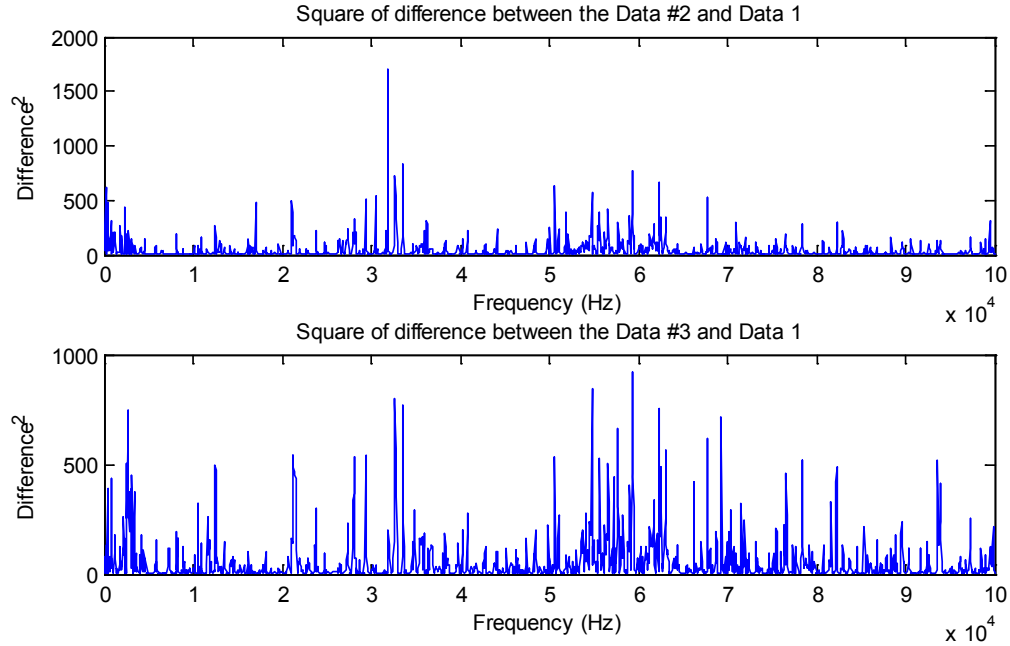 Square of difference between the Data #2 and Data 1
2000
1500
1000
500
0
Difference²
0 1 2 3 4 5 6 7 8 9 10
Frequency (Hz)
x 10⁴
Square of difference between the Data #3 and Data 1
1000
500
0
Difference²
0 1 2 3 4 5 6 7 8 9 10
Frequency (Hz)
x 10⁴